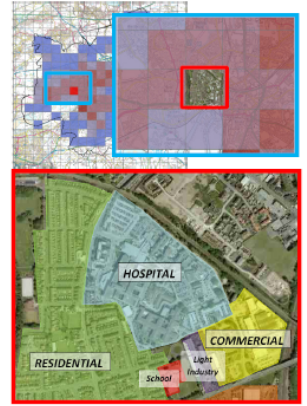 HOSPITAL
COMMERCIAL
RESIDENTIAL
Light
Industry
School